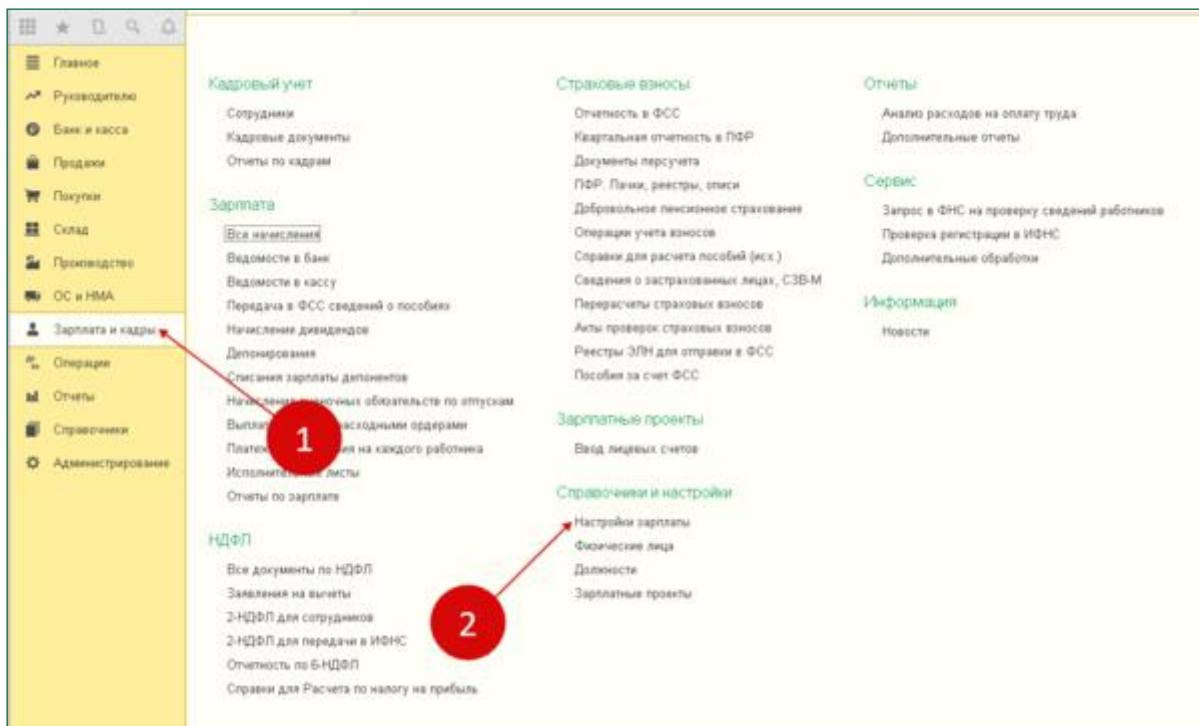 Главное
Руководителю
Банк и касса
Продажи
Покупки
Склад
Производство
ОС и НМА
Зарплата и кадры
Операции
Отчеты
Справочники
Администрирование
Кадровый учет
Сотрудники
Кадровые документы
Отчеты по кадрам
Зарплата
Все начисления
Ведомости в банк
Ведомости в кассу
Передача в ФСС сведений о пособиях
Начисление дивидендов
Депонирования
Списания зарплаты депонентов
обязательств по отпускам
расходными ордерами
на каждого работника
листы
Отчеты по зарплате
НДФЛ
Все документы по НДФЛ
Заявления на вычеты
2-НДФЛ для сотрудников
2-НДФЛ для передачи в ИФНС
Отчетность по 6-НДФЛ
Справки для Расчета по налогу на прибыль
Страховые взносы
Отчетность в ФСС
Квартальная отчетность в ПФР
Документы персучета
ПФР. Пачки, реестры, описи
Добровольное пенсионное страхование
Операции учета взносов
Справки для расчета пособий (исх.)
Сведения о застрахованных лицах, СЗВ-М
Перерасчеты страховых взносов
Акты проверок страховых взносов
Реестры ЭЛН для отправки в ФСС
Пособия за счет ФСС
Зарплатные проекты
Ввод лицевых счетов
Справочники и настройки
Настройки зарплаты
Физические лица
Должности
Зарплатные проекты
Отчеты
Анализ расходов на оплату труда
Дополнительные отчеты
Сервис
Запрос в ФНС на проверку сведений работников
Проверка регистрации в ИФНС
Дополнительные обработки
Информация
Новости
1
2